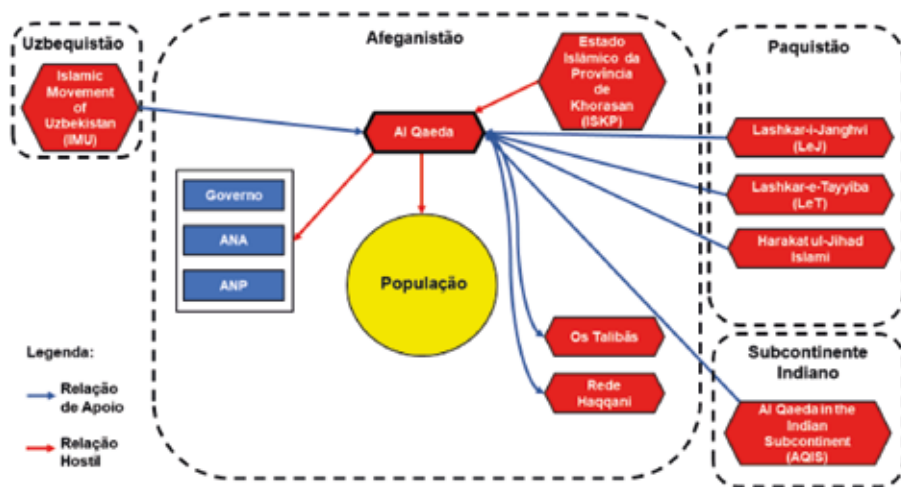 Uzbequistão
Islamic
Movement
of
Uzbekistan
(IMU)
Afeganistão
Estado
Islâmico da
Província
de
Khorasan
(ISKP)
Al Qaeda
Governo
ANA
ANP
População
Os Talibãs
Rede
Haqqani
Paquistão
Lashkar-i-Janghvi
(LeJ)
Lashkar-e-Tayyiba
(LeT)
Harakat ul-Jihad
Islami
Subcontinente
Indiano
Al Qaeda in the
Indian
Subcontinent
(AQIS)
Legenda:
Relação
de Apoio
Relação
Hostil